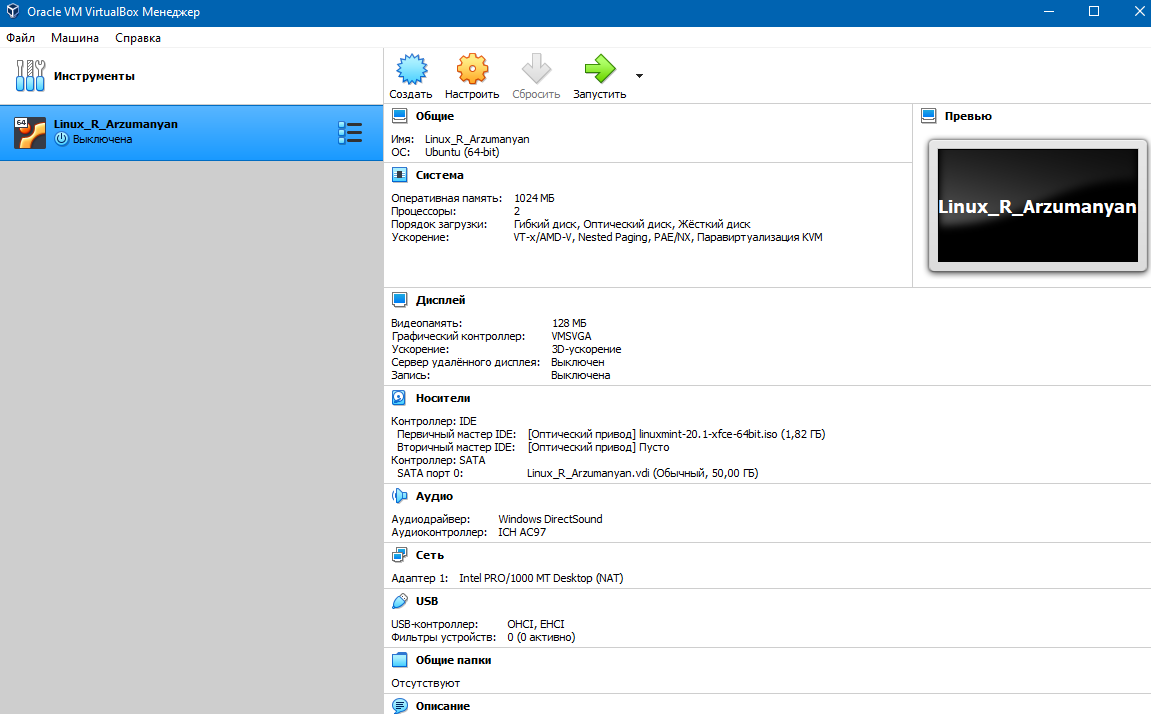 Oracle VM VirtualBox Менеджер
Файл Машина Справка
Инструменты
Создать Настроить Сбросить Запустить
64
Linux_R_Arzumanyan
Выключена
Общие
Имя: Linux_R_Arzumanyan
ОС: Ubuntu (64-bit)
Превью
Linux_R_Arzumanyan
Система
Оперативная память: 1024 МБ
Процессоры: 2
Порядок загрузки: Гибкий диск, Оптический диск, Жёсткий диск
Ускорение: VT-x/AMD-V, Nested Paging, PAE/NX, Паравиртуализация KVM
Дисплей
Видеопамять: 128 МБ
Графический контроллер: VMSVGA
Ускорение: 3D-ускорение
Сервер удалённого дисплея: Выключен
Запись: Выключена
Носители
Контроллер: IDE
Первичный мастер IDE: [Оптический привод] linuxmint-20.1-xfce-64bit.iso (1,82 ГБ)
Вторичный мастер IDE: [Оптический привод] Пусто
Контроллер: SATA
SATA порт 0: Linux_R_Arzumanyan.vdi (Обычный, 50,00 ГБ)
Аудио
Аудиодрайвер: Windows DirectSound
Аудиоконтроллер: ICH AC97
Сеть
Адаптер 1: Intel PRO/1000 MT Desktop (NAT)
USB
USB-контроллер: OHCI, EHCI
Фильтры устройств: 0 (0 активно)
Общие папки
Отсутствуют
Описание